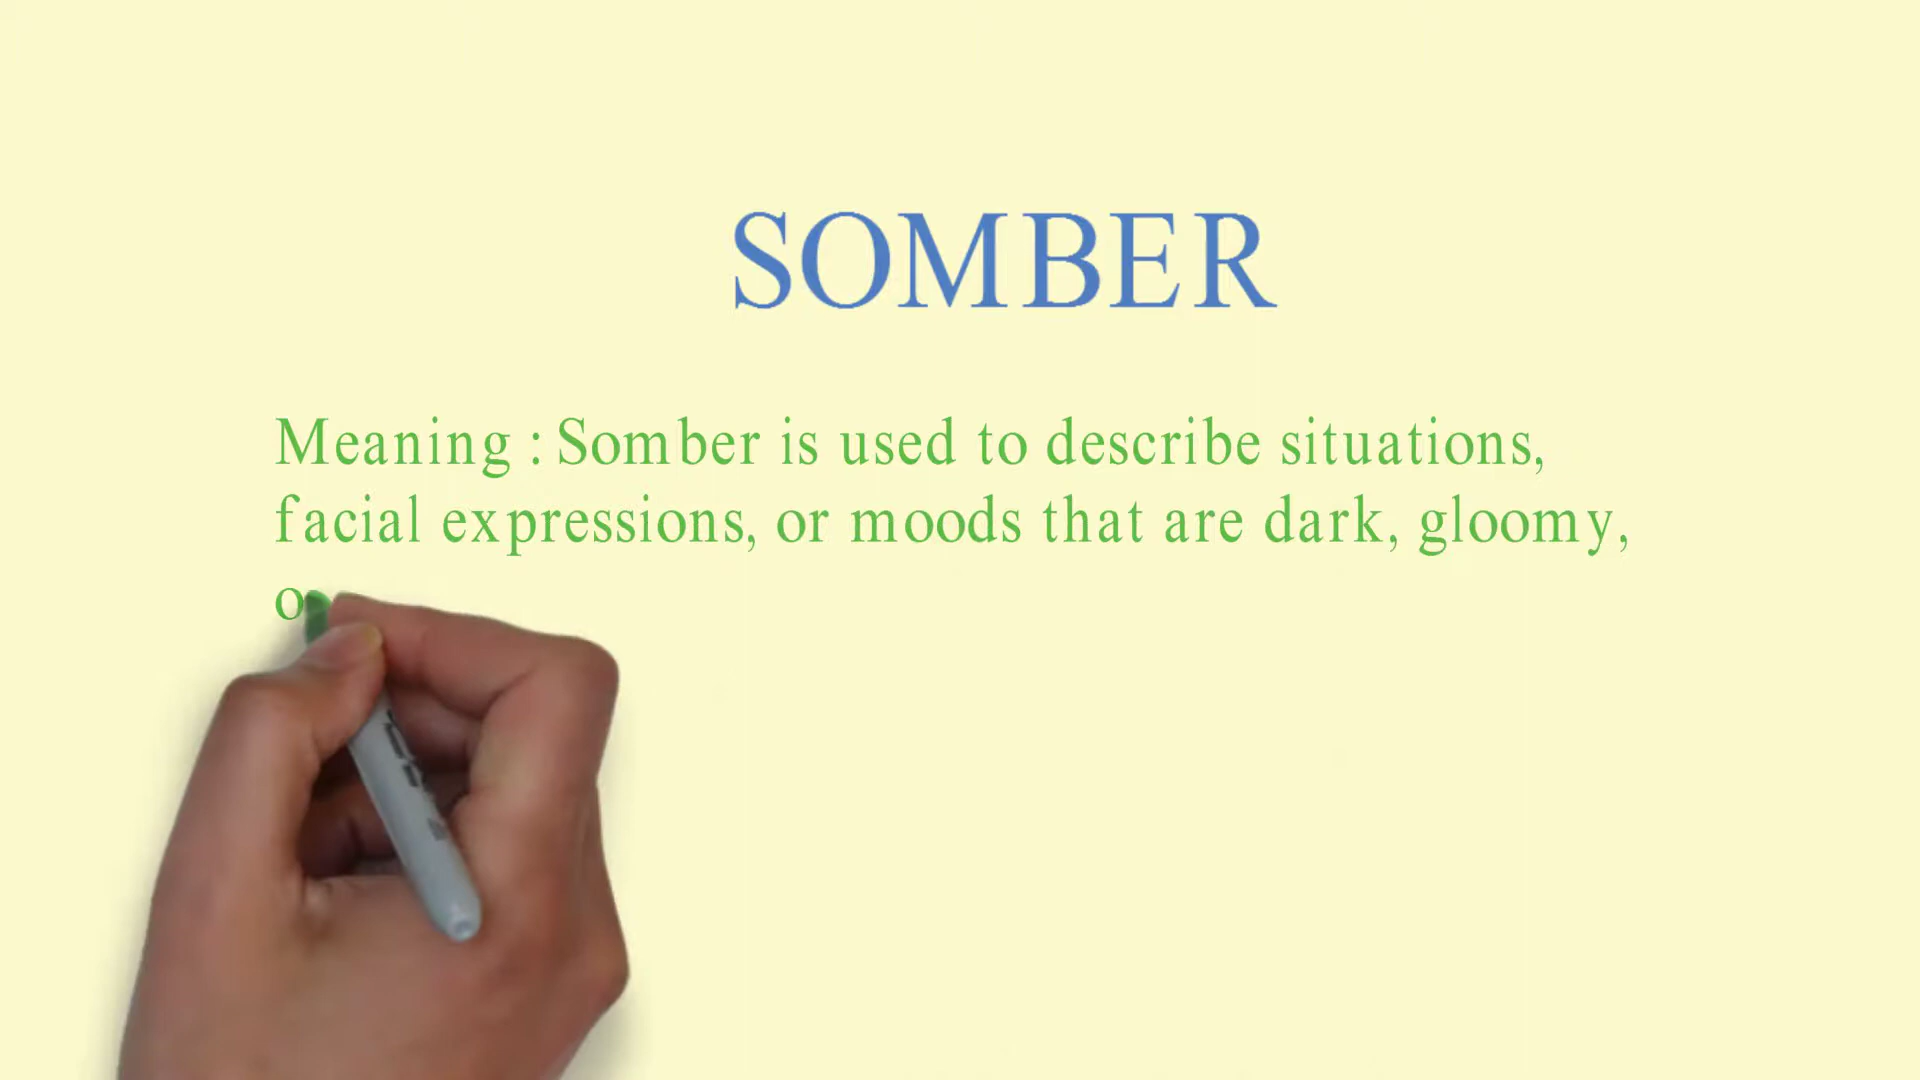 SOMBER
Meaning : Somber is used to describe situations,
facial expressions, or moods that are dark, gloomy,